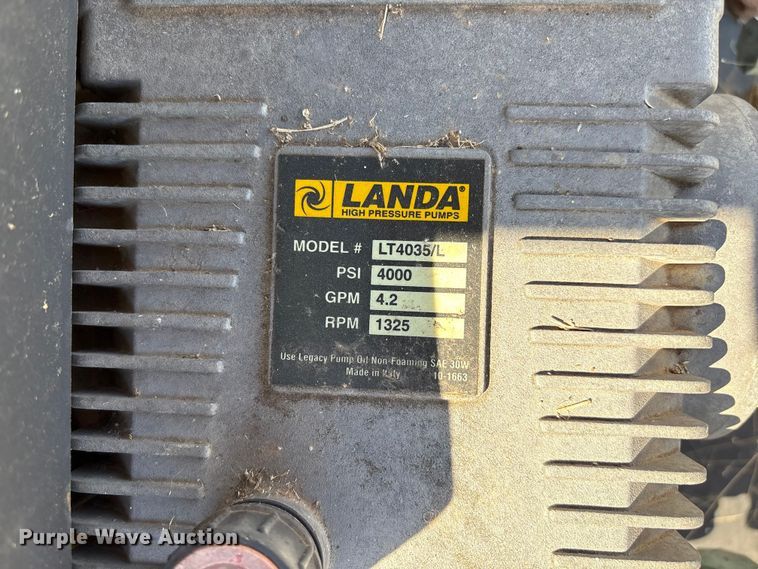 LANDA®
HIGH PRESSURE PUMPS
MODEL # LT4035/L
PSI 4000
GPM 4.2
RPM 1325
Use Legacy Pump Oil Non-Foaming SAE 30W
Made in Italy 10-1663
Purple Wave Auction